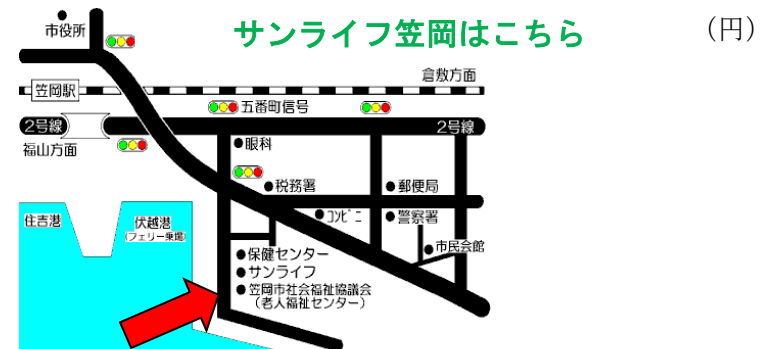 サンライフ笠岡はこちら
（円）
市役所
倉敷方面
笠岡駅
五番町信号
2号線
2号線
福山方面
眼科
税務署
郵便局
住吉港
伏越港
（フェリー乗場）
コンビニ
警察署
市民会館
保健センター
サンライフ
笠岡市社会福祉協議会
（老人福祉センター）